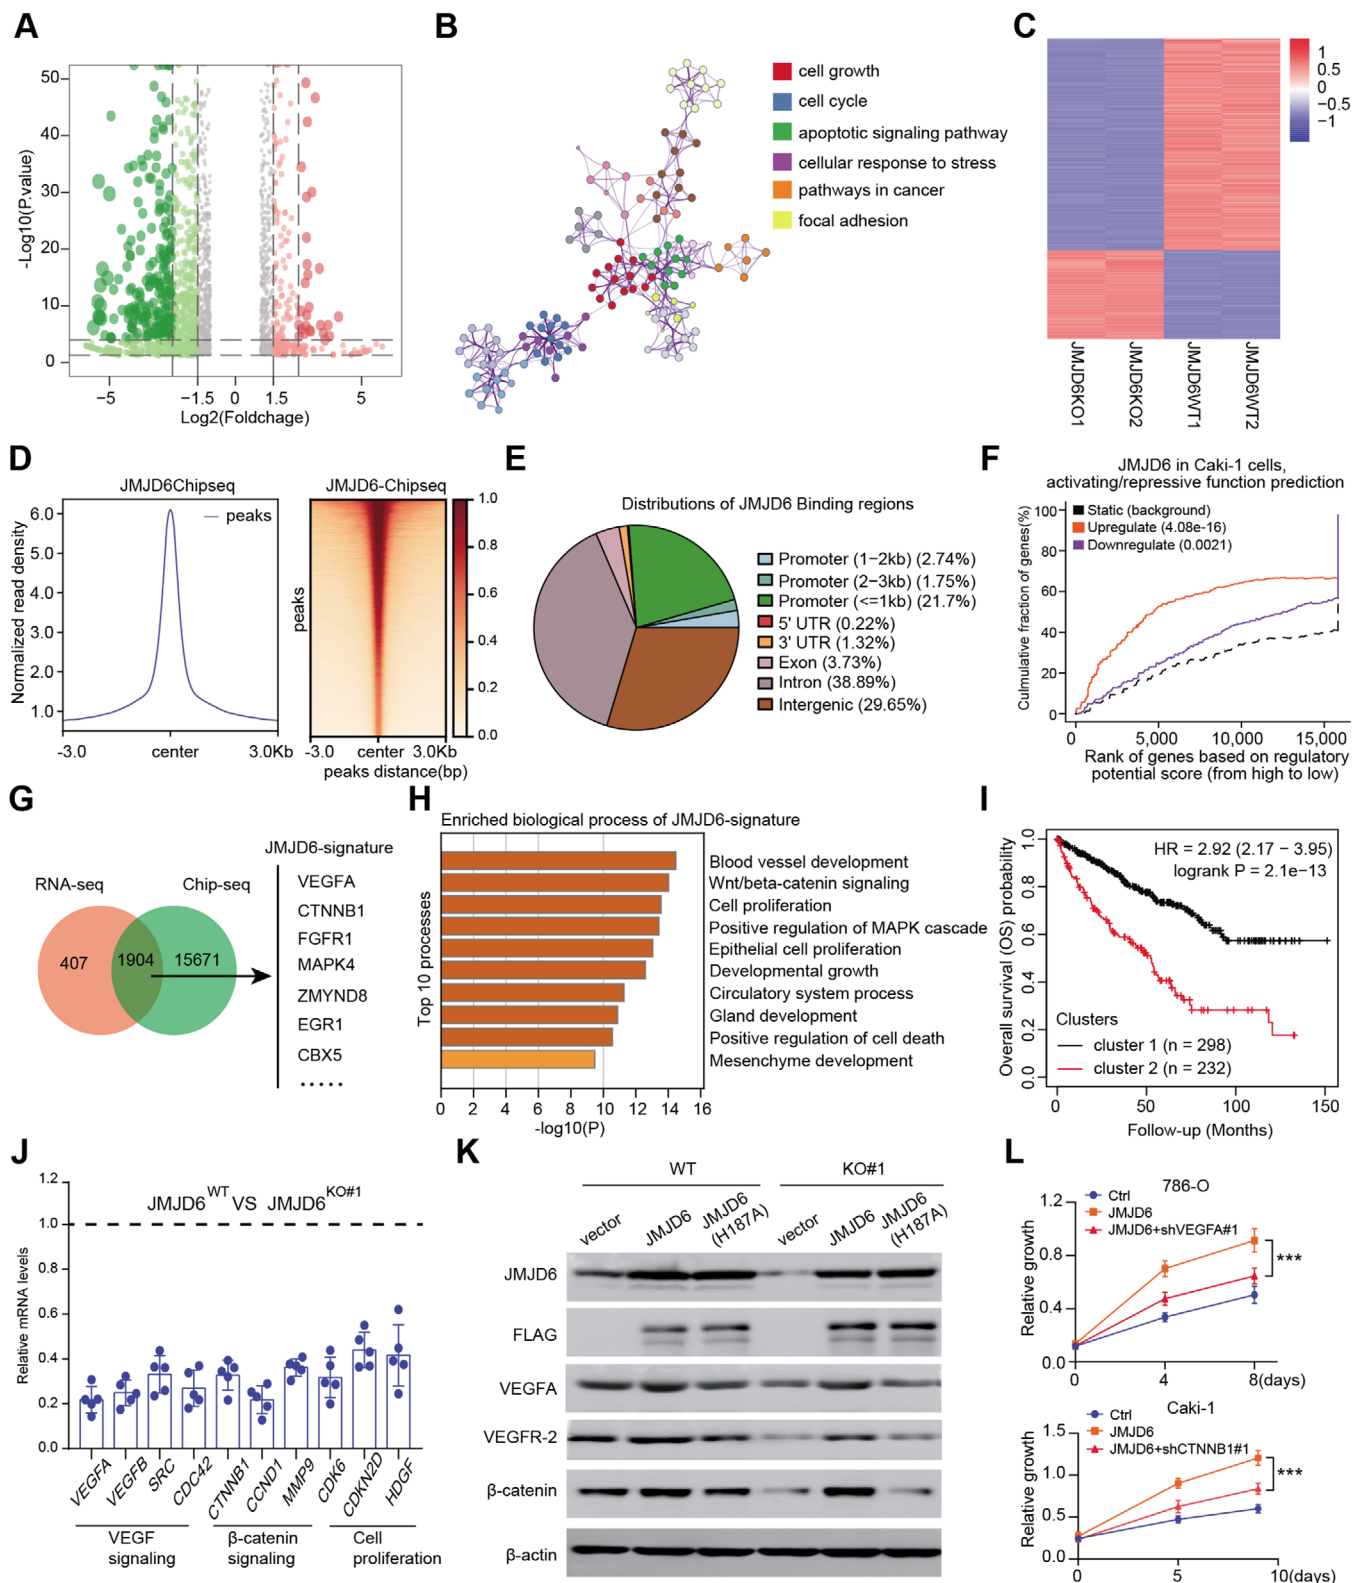 A
50
40
30
20
10
0
-Log10(P.value)
−5
−1.5
0
1.5
5
Log2(Foldchage)
B
cell growth
cell cycle
apoptotic signaling pathway
cellular response to stress
pathways in cancer
focal adhesion
C
1
0.5
0
−0.5
−1
JMJD6KO1
JMJD6KO2
JMJD6WT1
JMJD6WT2
D
JMJD6Chipseq
peaks
6.0
5.0
4.0
3.0
2.0
1.0
Normalized read density
-3.0
center
3.0Kb
JMJD6-Chipseq
peaks
1.0
0.8
0.6
0.4
0.2
0.0
-3.0
center
3.0Kb
peaks distance(bp)
E
Distributions of JMJD6 Binding regions
Promoter (1−2kb) (2.74%)
Promoter (2−3kb) (1.75%)
Promoter (<=1kb) (21.7%)
5' UTR (0.22%)
3' UTR (1.32%)
Exon (3.73%)
Intron (38.89%)
Intergenic (29.65%)
F
JMJD6 in Caki-1 cells,
activating/repressive function prediction
Static (background)
Upregulate (4.08e-16)
Downregulate (0.0021)
100
80
60
40
20
0
Culmulative fraction of genes(%)
0
5,000
10,000
15,000
Rank of genes based on regulatory
potential score (from high to low)
G
RNA-seq
Chip-seq
407
1904
15671
JMJD6-signature
VEGFA
CTNNB1
FGFR1
MAPK4
ZMYND8
EGR1
CBX5
.....
H
Enriched biological process of JMJD6-signature
Top 10 processes
Blood vessel development
Wnt/beta-catenin signaling
Cell proliferation
Positive regulation of MAPK cascade
Epithelial cell proliferation
Developmental growth
Circulatory system process
Gland development
Positive regulation of cell death
Mesenchyme development
0 2 4 6 8 10 12 14 16
-log10(P)
I
HR = 2.92 (2.17 − 3.95)
logrank P = 2.1e−13
1.0
0.8
0.6
0.4
0.2
0.0
Overall survival (OS) probability
Clusters
cluster 1 (n = 298)
cluster 2 (n = 232)
0
50
100
150
Follow-up (Months)
J
JMJD6WT VS JMJD6KO#1
1.2
1.0
0.8
0.6
0.4
0.2
0.0
Relative mRNA levels
VEGFA
VEGFB
SRC
CDC42
CTNNB1
CCND1
MMP9
CDK6
CDKN2D
HDGF
VEGF
signaling
β-catenin
signaling
Cell
proliferation
K
WT
KO#1
vector
JMJD6
JMJD6
(H187A)
vector
JMJD6
JMJD6
(H187A)
JMJD6
FLAG
VEGFA
VEGFR-2
β-catenin
β-actin
L
786-O
Ctrl
JMJD6
JMJD6+shVEGFA#1
1.2
0.8
0.4
0.0
Relative growth
***
0
4
8(days)
Caki-1
Ctrl
JMJD6
JMJD6+shCTNNB1#1
1.5
1.0
0.5
0.0
Relative growth
***
0
5
10(days)